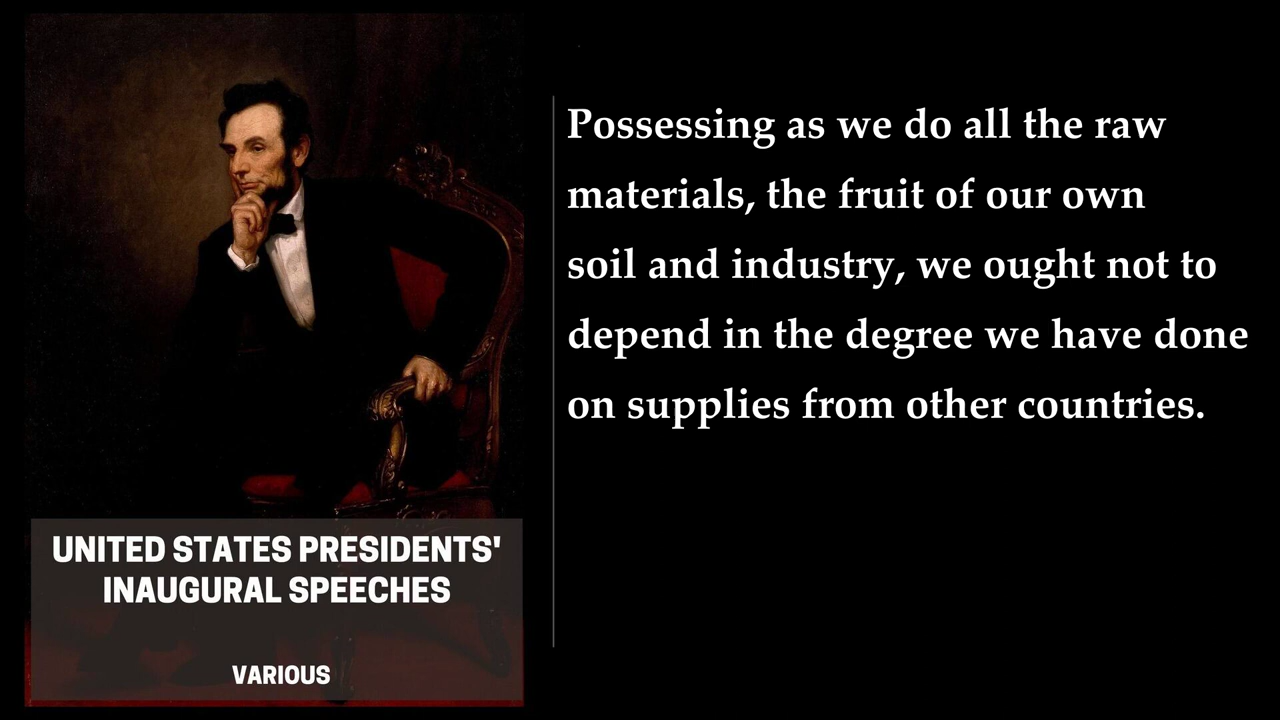 Possessing as we do all the raw
materials, the fruit of our own
soil and industry, we ought not to
depend in the degree we have done
on supplies from other countries.
UNITED STATES PRESIDENTS'
INAUGURAL SPEECHES
VARIOUS